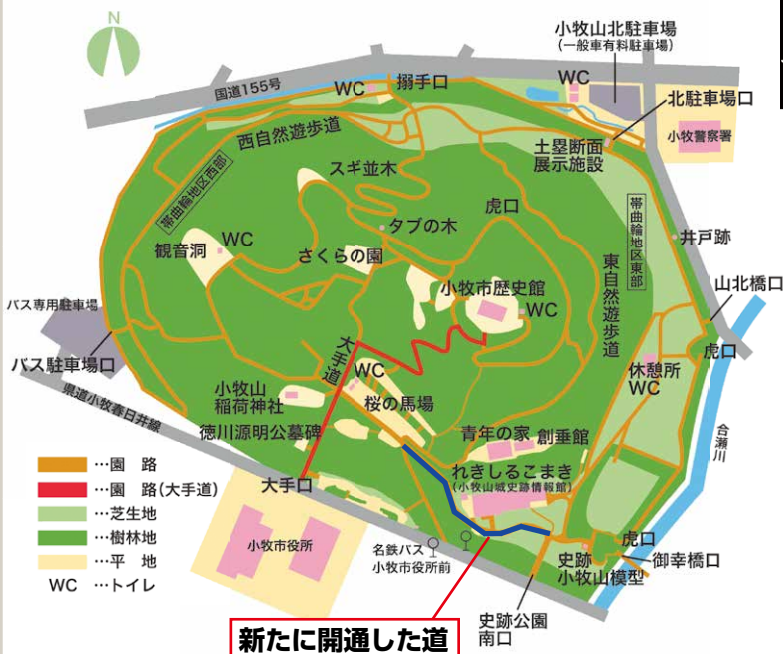 N
小牧山北駐車場
(一般車有料駐車場)
国道155号
WC
搦手口
WC
北駐車場口
西自然遊歩道
土塁断面
展示施設
小牧警察署
帯曲輪地区西部
スギ並木
虎口
帯曲輪地区東部
タブの木
井戸跡
観音洞
WC
さくらの園
東自然遊歩道
小牧市歴史館
WC
山北橋口
バス専用駐車場
大手道
虎口
バス駐車場口
WC
休憩所
WC
県道小牧春日井線
小牧山
稲荷神社
桜の馬場
合瀬川
徳川源明公墓碑
青年の家
創垂館
れきしるこまき
(小牧山城史跡情報館)
大手口
…園 路
…園 路(大手道)
…芝生地
…樹林地
…平 地
WC …トイレ
小牧市役所
名鉄バス
小牧市役所前
虎口
史跡
小牧山模型
御幸橋口
史跡公園
南口
新たに開通した道